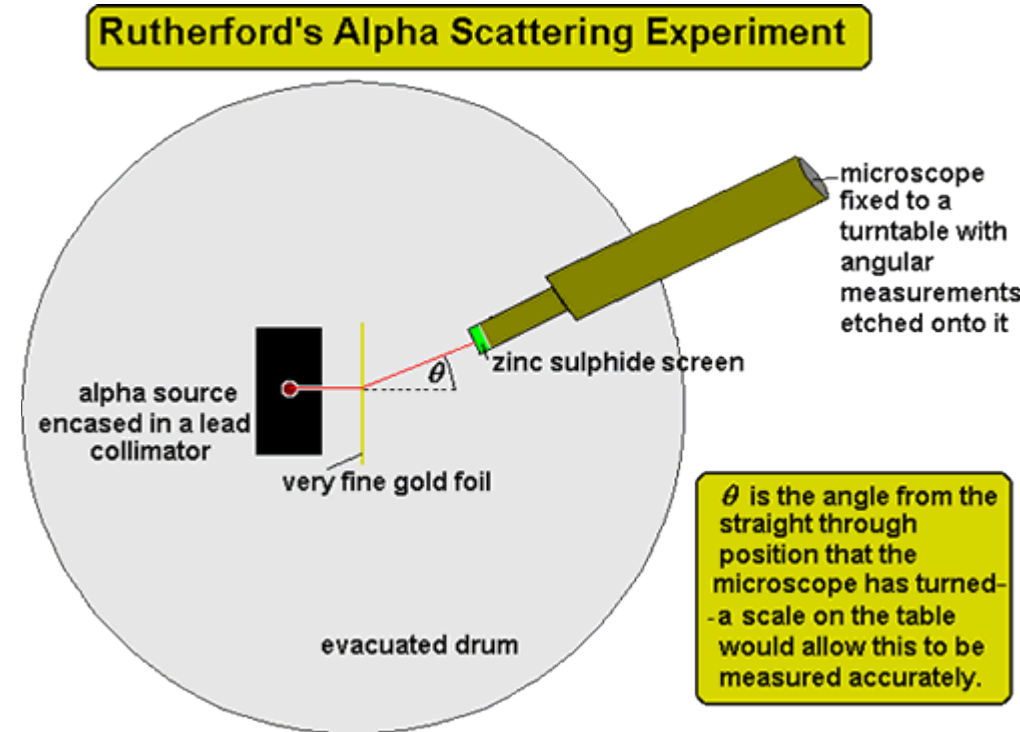 Rutherford's Alpha Scattering Experiment
microscope
fixed to a
turntable with
angular
measurements
etched onto it
zinc sulphide screen
θ
alpha source
encased in a lead
collimator
very fine gold foil
θ is the angle from the
straight through
position that the
microscope has turned-
-a scale on the table
would allow this to be
measured accurately.
evacuated drum